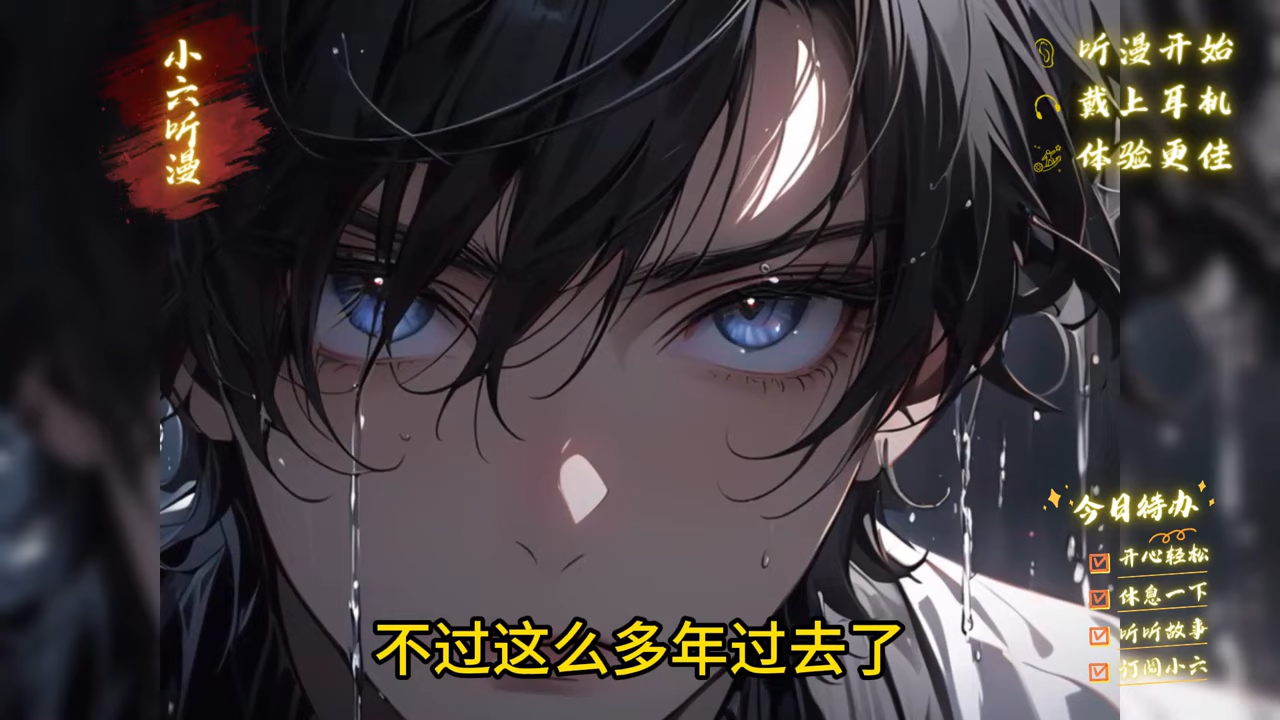 小六听漫
听漫开始
戴上耳机
体验更佳
今日待办
开心轻松
休息一下
听听故事
订阅小六
不过这么多年过去了